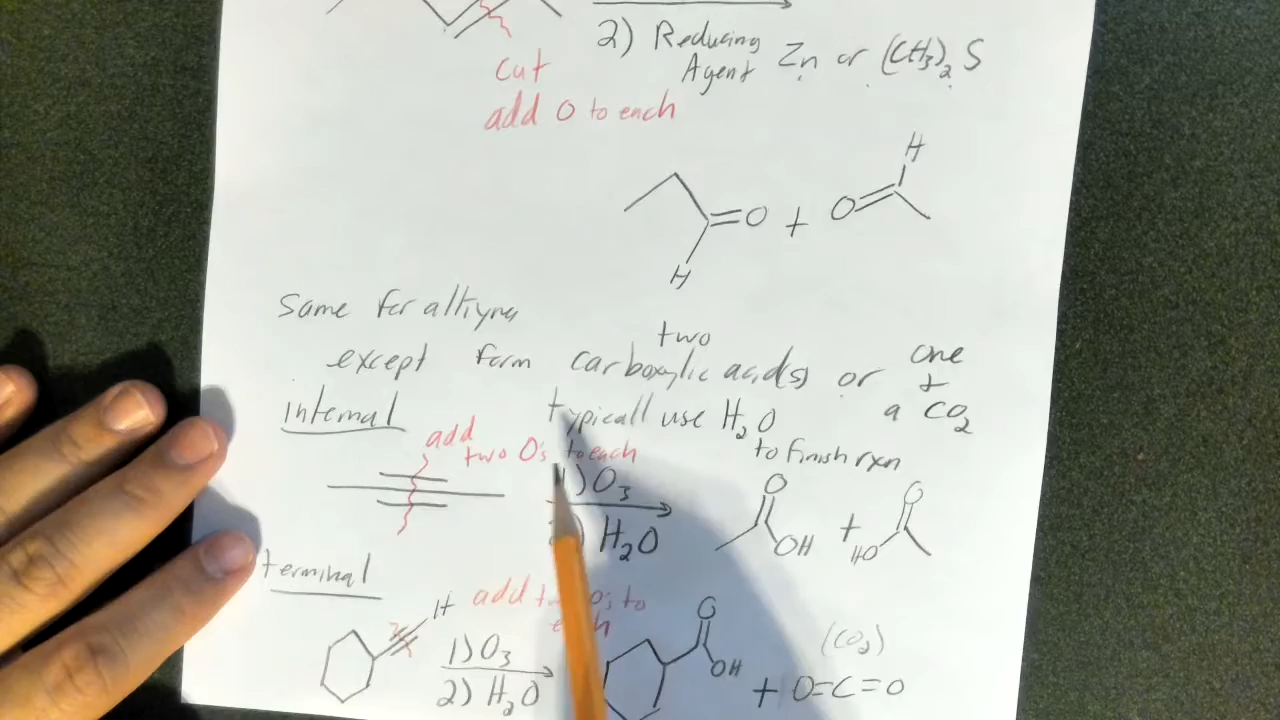 2) Reducing
Agent Zn or (CH3)2 S
cut
add O to each
O + O
H
H
Same for alkynes
two
except form carboxylic acid(s) or one
+
a CO2
internal
typicall use H2O
to finish rxn
add
two O's to each
1) O3
H2O
O
OH + HO
O
terminal
H
add O's to
each
1) O3
2) H2O
O
OH
(CO2)
+ O=C=O